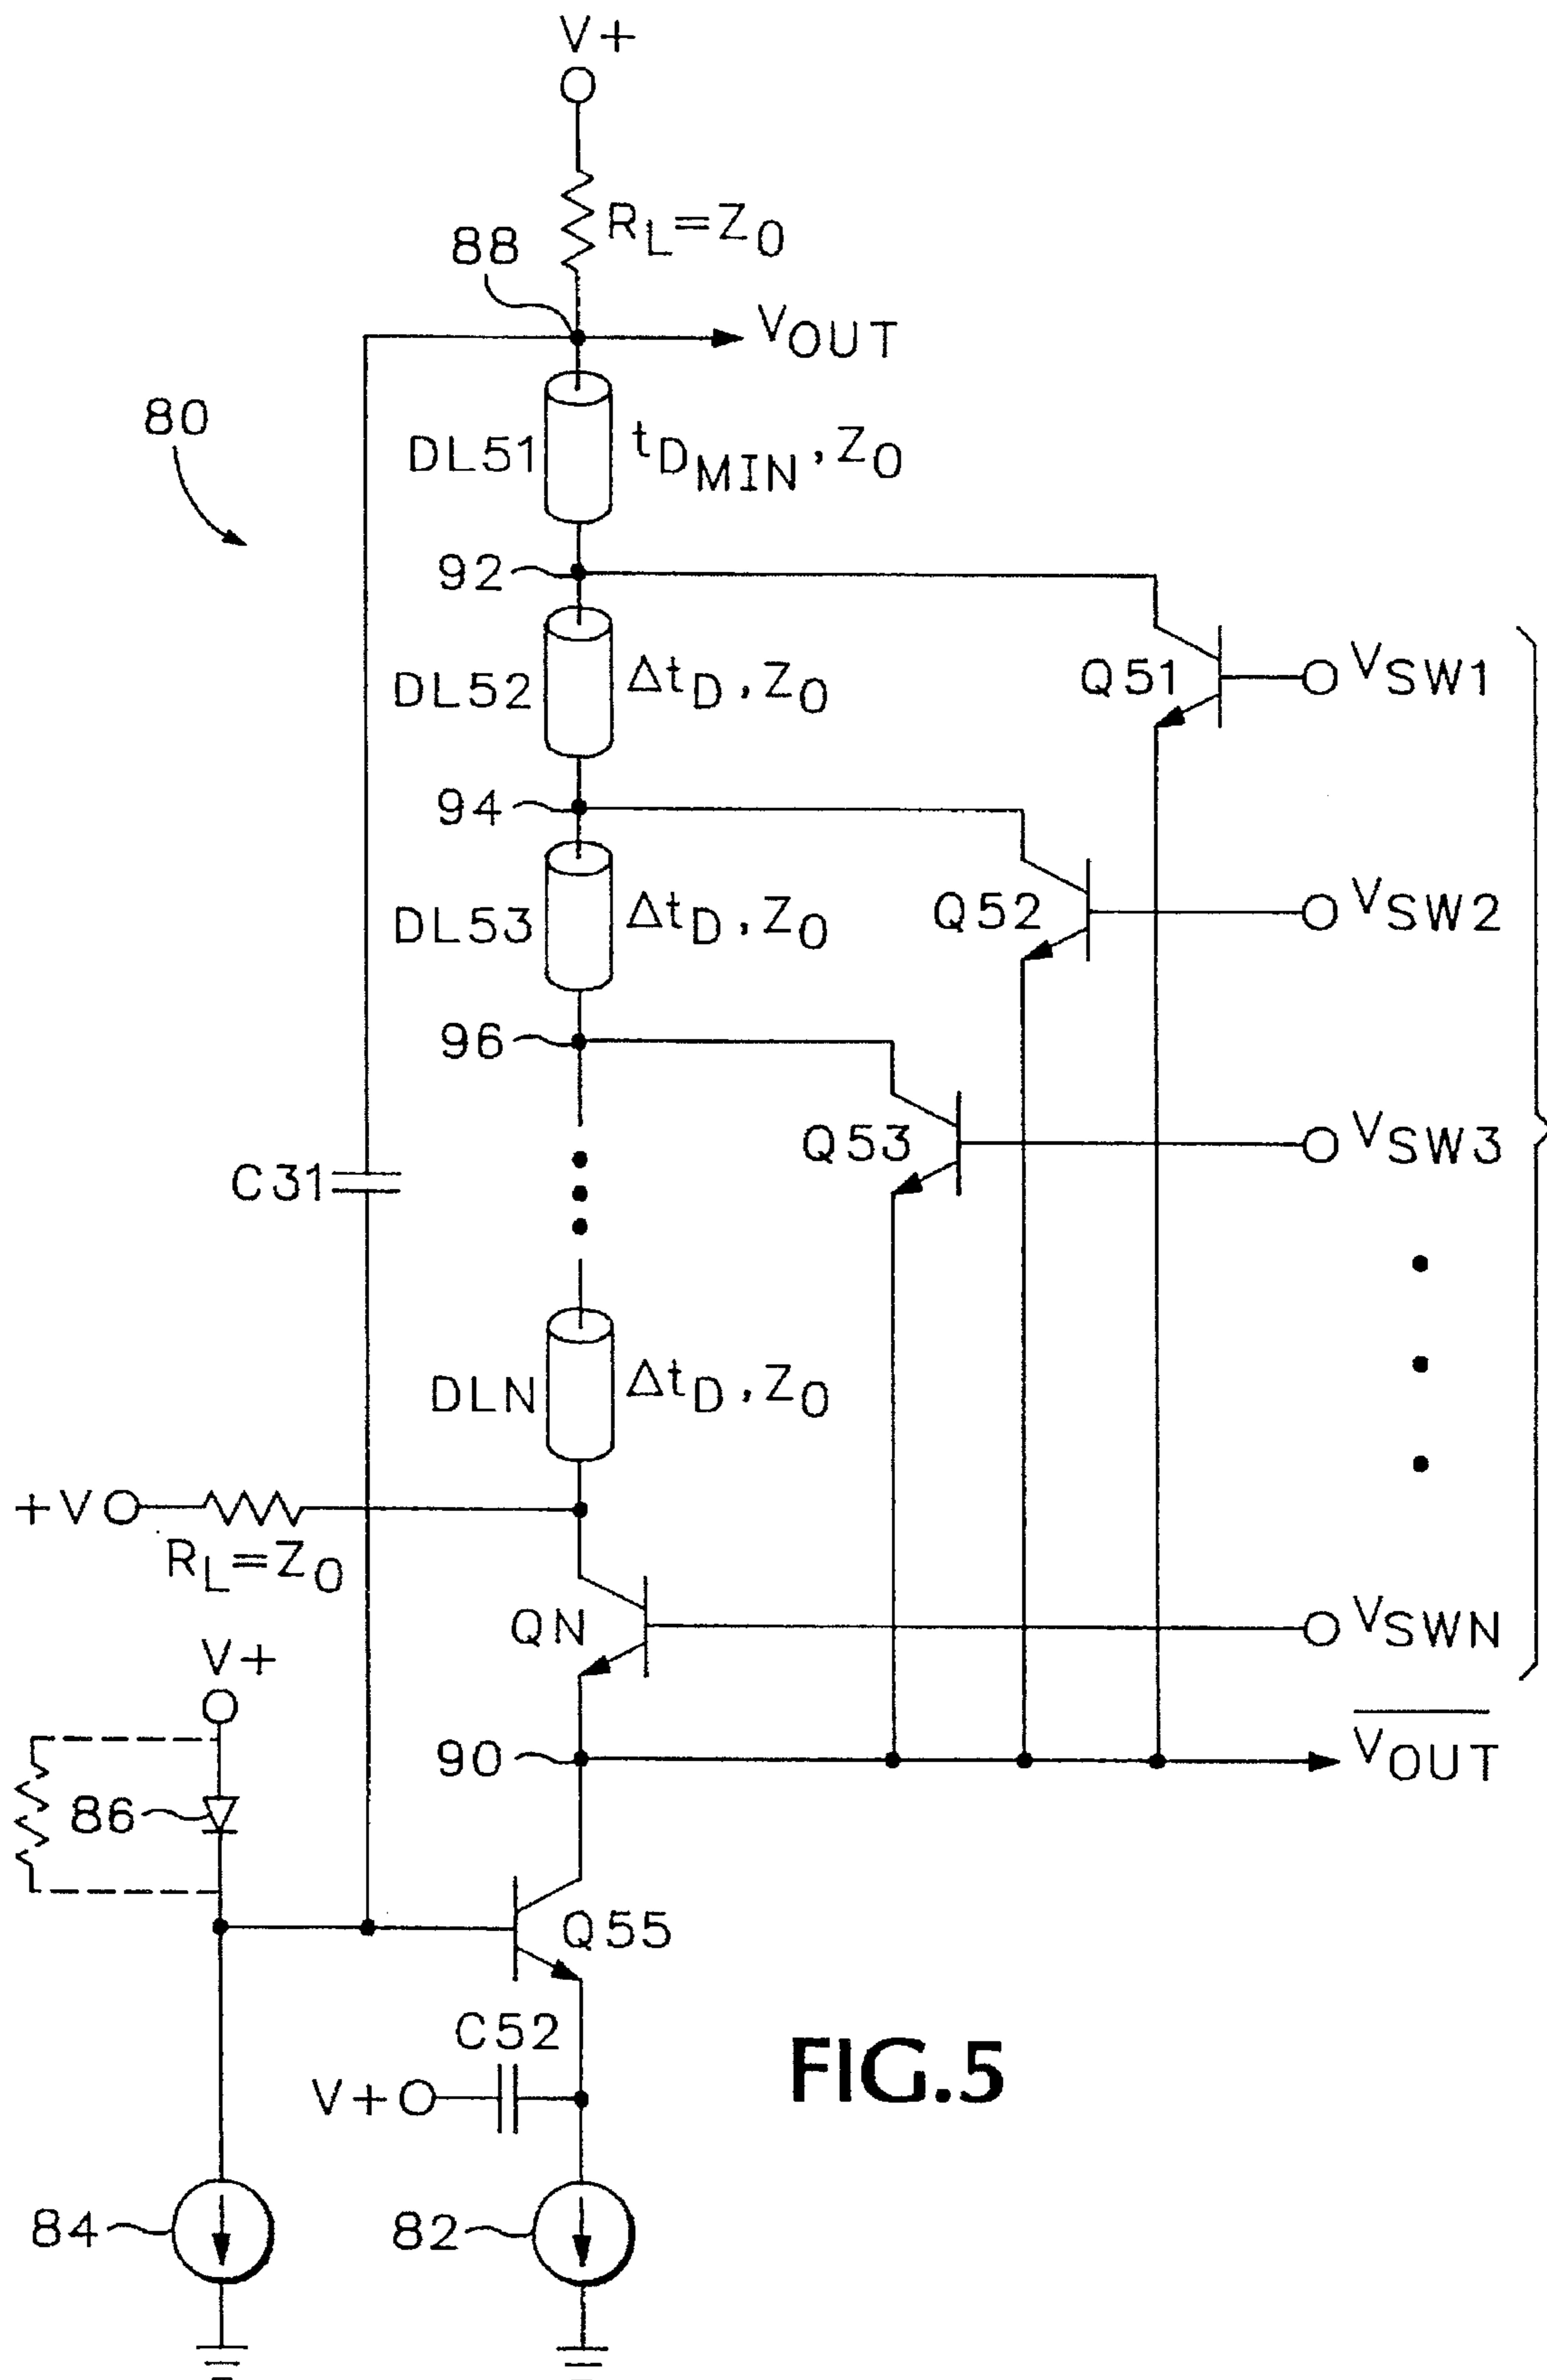 V+
R_L=Z_0
88
V_OUT
80
DL51
t_D_MIN, Z_0
92
DL52
Δt_D, Z_0
Q51
V_SW1
94
DL53
Δt_D, Z_0
Q52
V_SW2
96
Q53
V_SW3
C31
DLN
Δt_D, Z_0
+V
R_L=Z_0
QN
V_SWN
V+
90
V̅_O̅U̅T̅
86
Q55
C52
V+
FIG.5
84
82